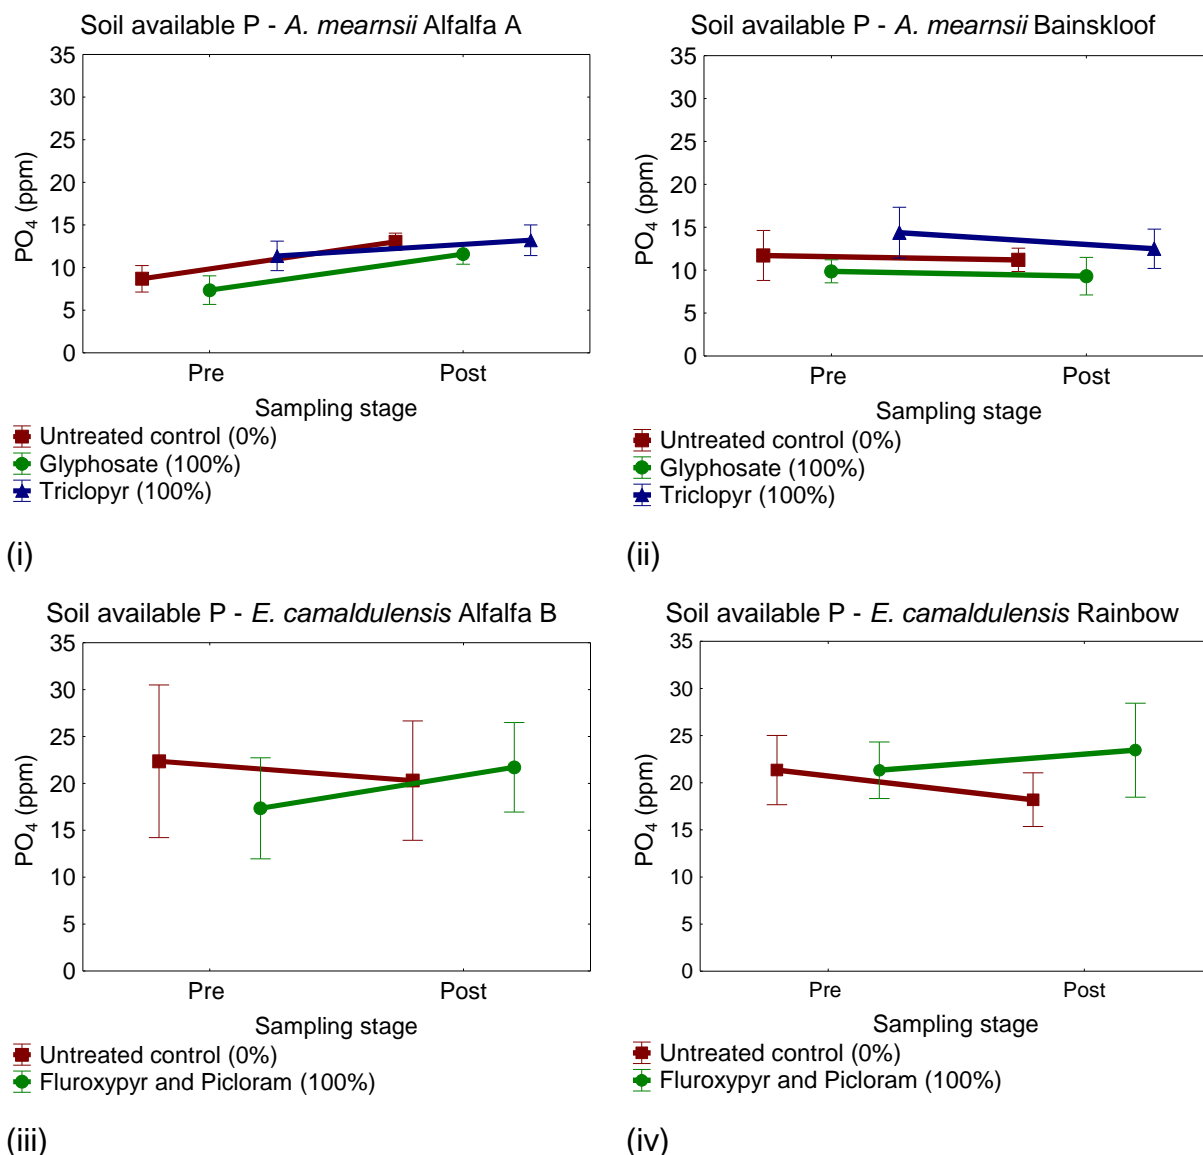 Soil available P - A. mearnsii Alfalfa A
35
30
25
20
15
10
5
0
PO4 (ppm)
Pre
Post
Sampling stage
Untreated control (0%)
Glyphosate (100%)
Triclopyr (100%)
(i)
Soil available P - A. mearnsii Bainskloof
35
30
25
20
15
10
5
0
PO4 (ppm)
Pre
Post
Sampling stage
Untreated control (0%)
Glyphosate (100%)
Triclopyr (100%)
(ii)
Soil available P - E. camaldulensis Alfalfa B
35
30
25
20
15
10
5
0
PO4 (ppm)
Pre
Post
Sampling stage
Untreated control (0%)
Fluroxypyr and Picloram (100%)
(iii)
Soil available P - E. camaldulensis Rainbow
35
30
25
20
15
10
5
0
PO4 (ppm)
Pre
Post
Sampling stage
Untreated control (0%)
Fluroxypyr and Picloram (100%)
(iv)